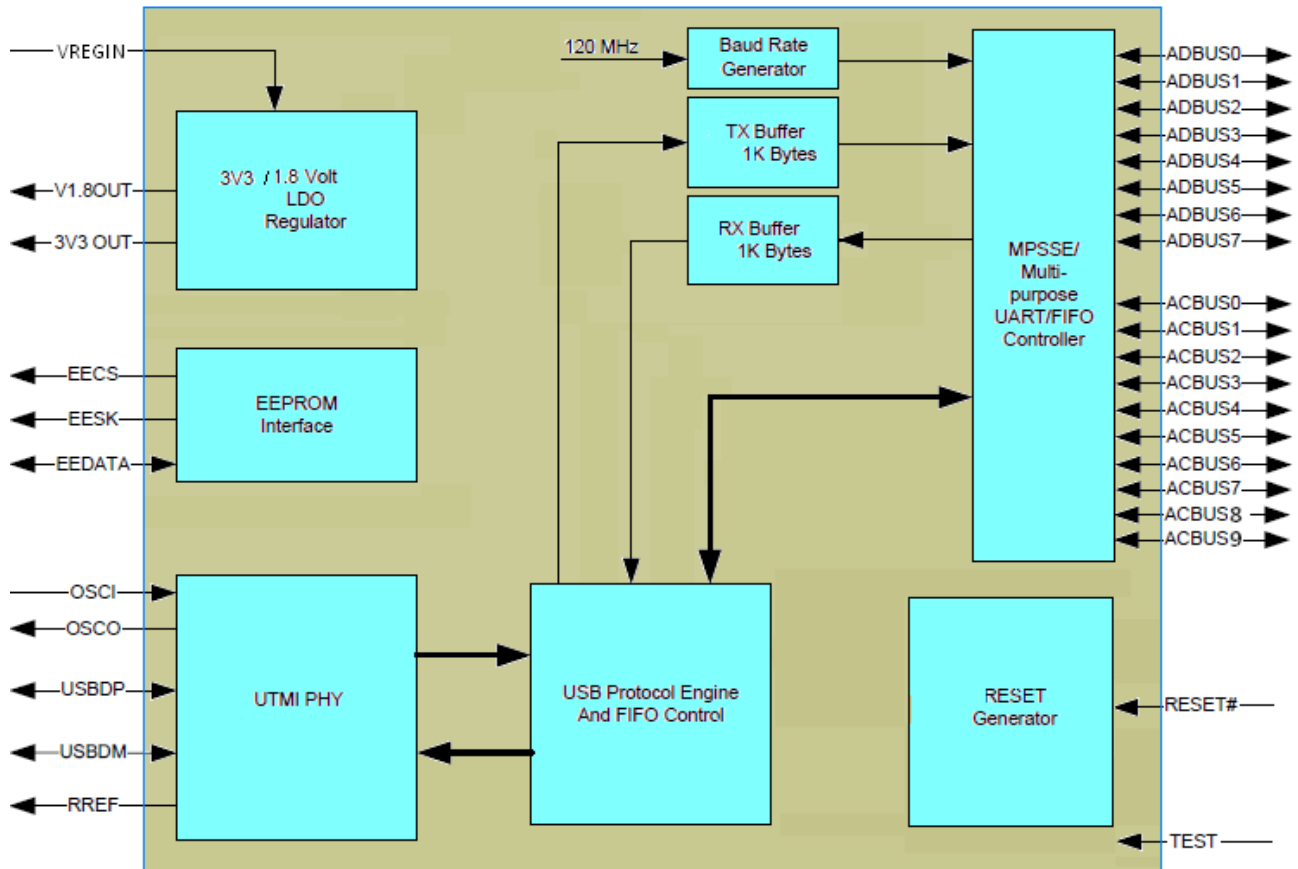 VREGIN
3V3 / 1.8 Volt
LDO
Regulator
V1.8OUT
3V3 OUT
EECS
EESK
EEDATA
EEPROM
Interface
OSCI
OSCO
USBDP
USBDM
RREF
UTMI PHY
120 MHz
Baud Rate
Generator
TX Buffer
1K Bytes
RX Buffer
1K Bytes
USB Protocol Engine
And FIFO Control
MPSSE/
Multi-
purpose
UART/FIFO
Controller
RESET
Generator
ADBUS0
ADBUS1
ADBUS2
ADBUS3
ADBUS4
ADBUS5
ADBUS6
ADBUS7
ACBUS0
ACBUS1
ACBUS2
ACBUS3
ACBUS4
ACBUS5
ACBUS6
ACBUS7
ACBUS8
ACBUS9
RESET#
TEST